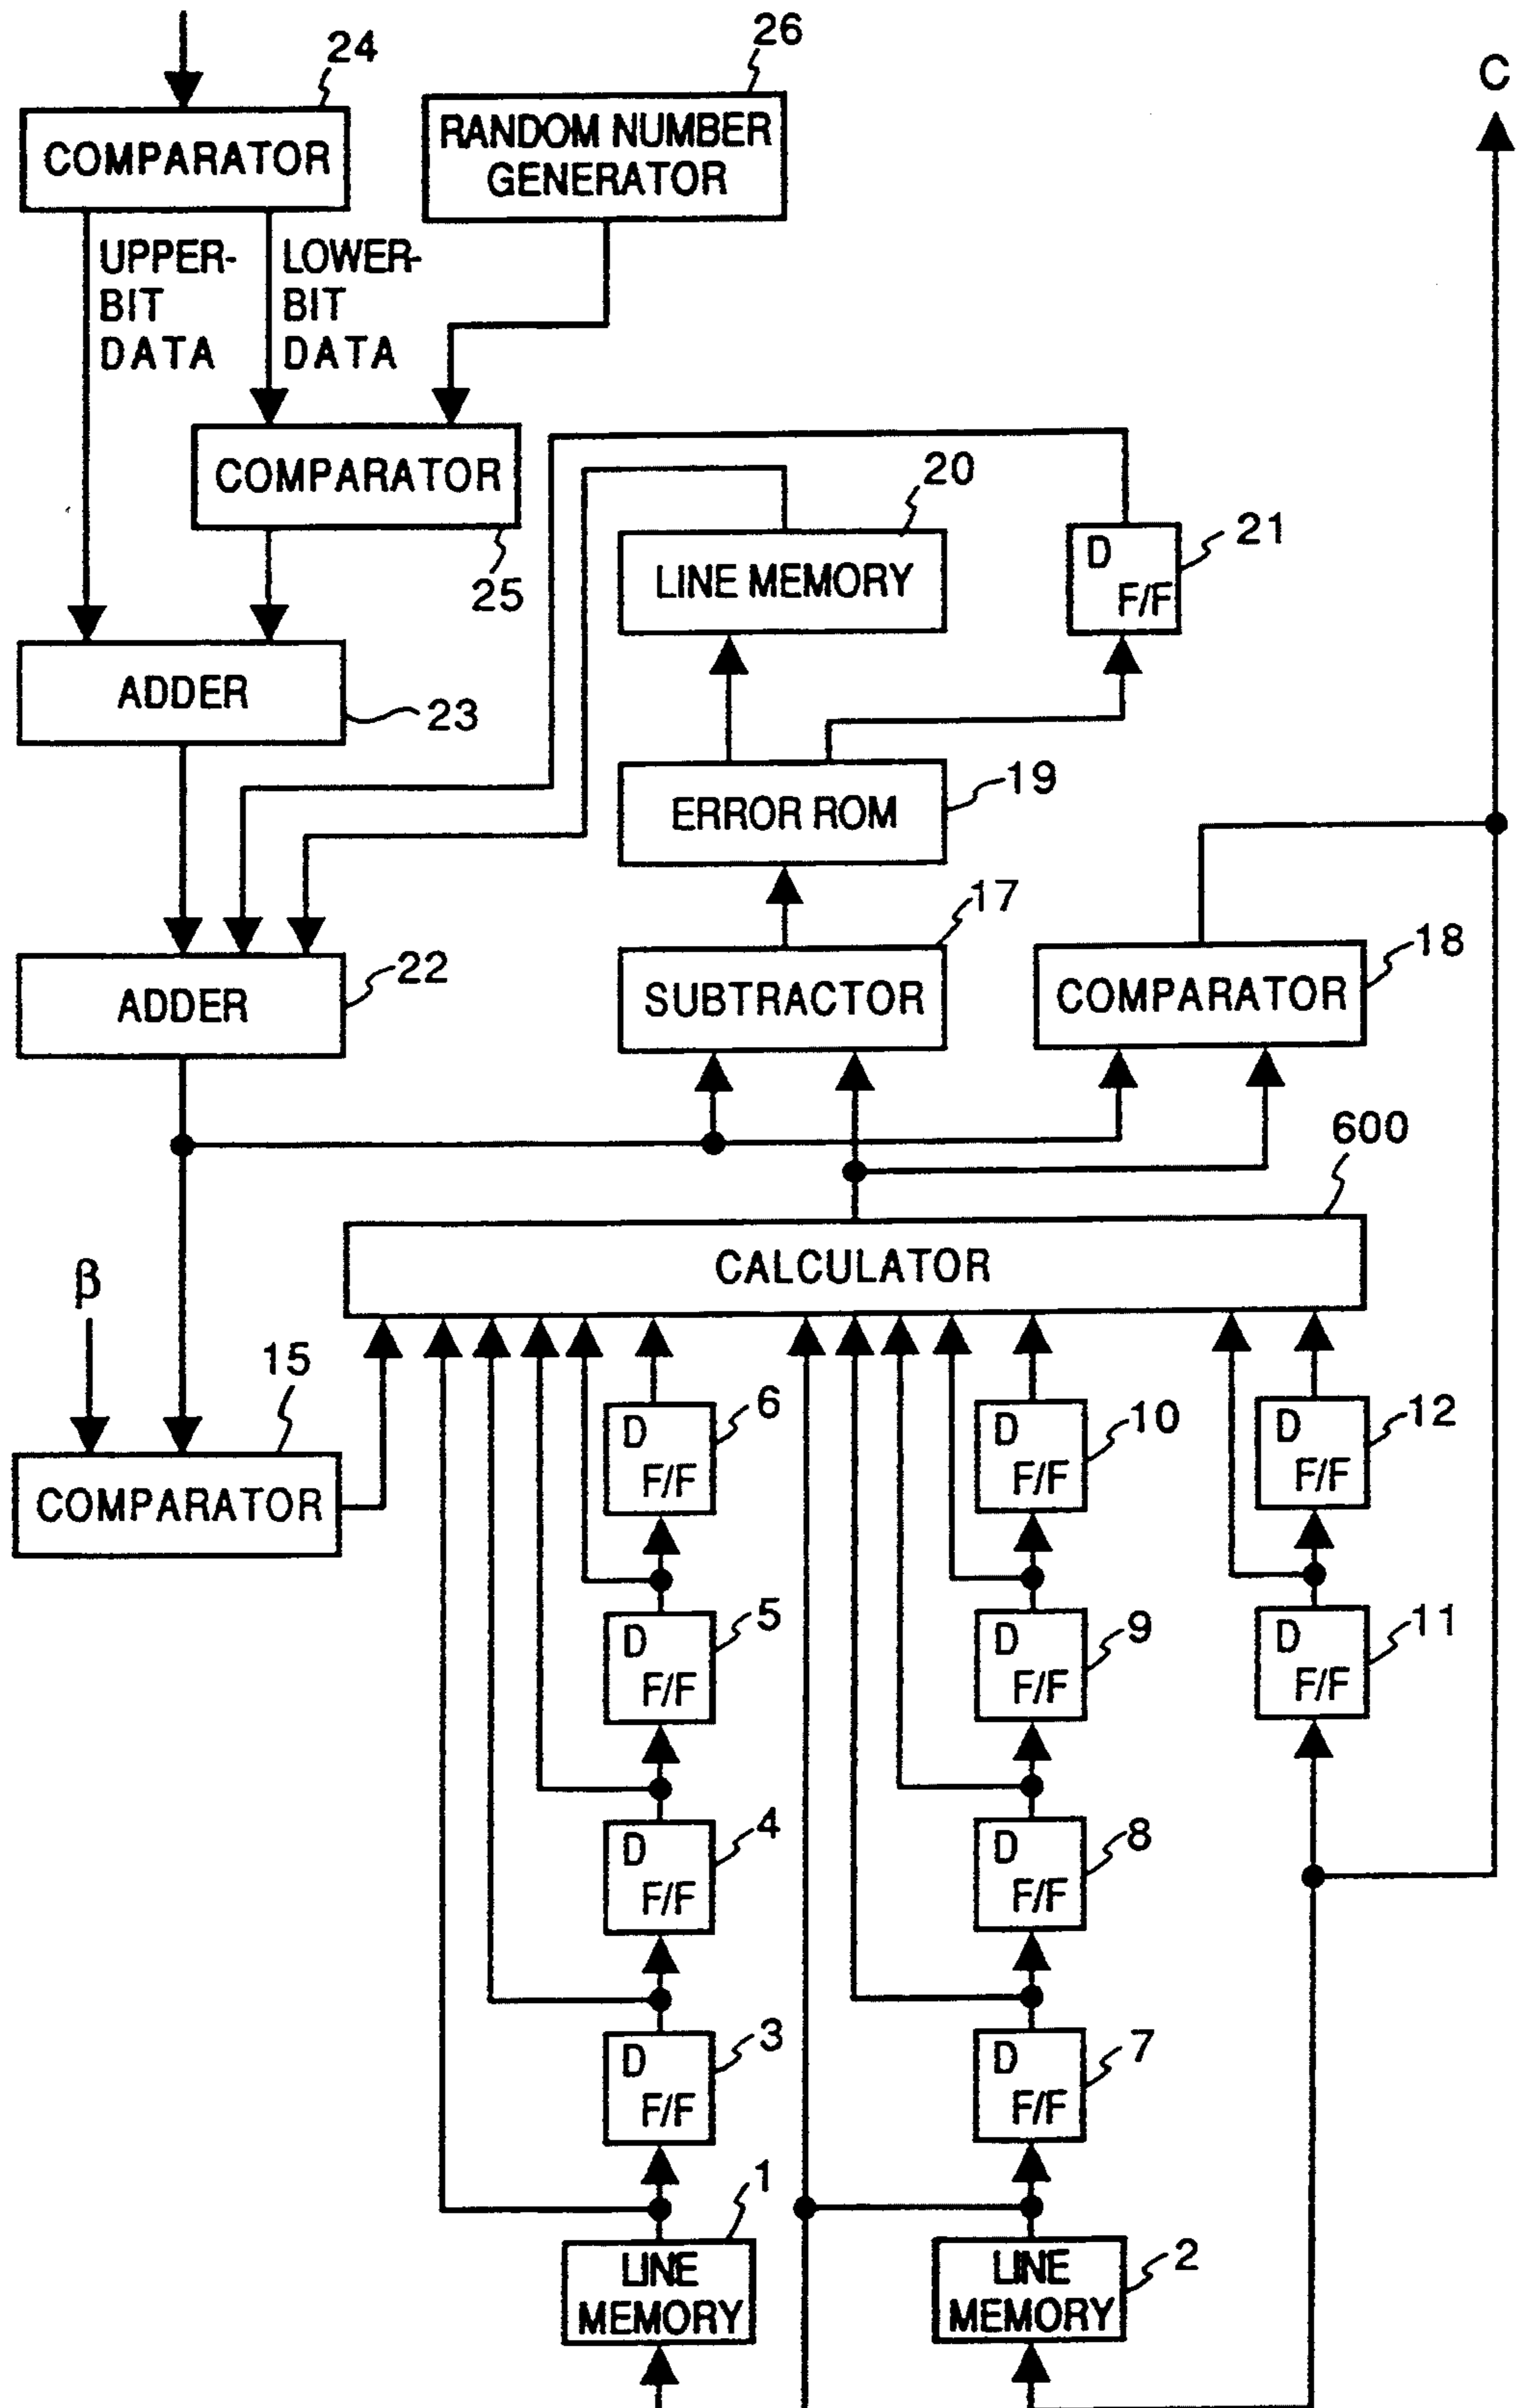 24
26
C
COMPARATOR
RANDOM NUMBER
GENERATOR
UPPER-
BIT
DATA
LOWER-
BIT
DATA
COMPARATOR
25
20
LINE MEMORY
D
F/F
21
ADDER
23
ERROR ROM
19
17
ADDER
22
SUBTRACTOR
COMPARATOR
18
600
CALCULATOR
β
15
COMPARATOR
D
F/F
6
D
F/F
10
D
F/F
12
D
F/F
5
D
F/F
9
D
F/F
11
D
F/F
4
D
F/F
8
D
F/F
3
D
F/F
7
1
LINE
MEMORY
LINE
MEMORY
2